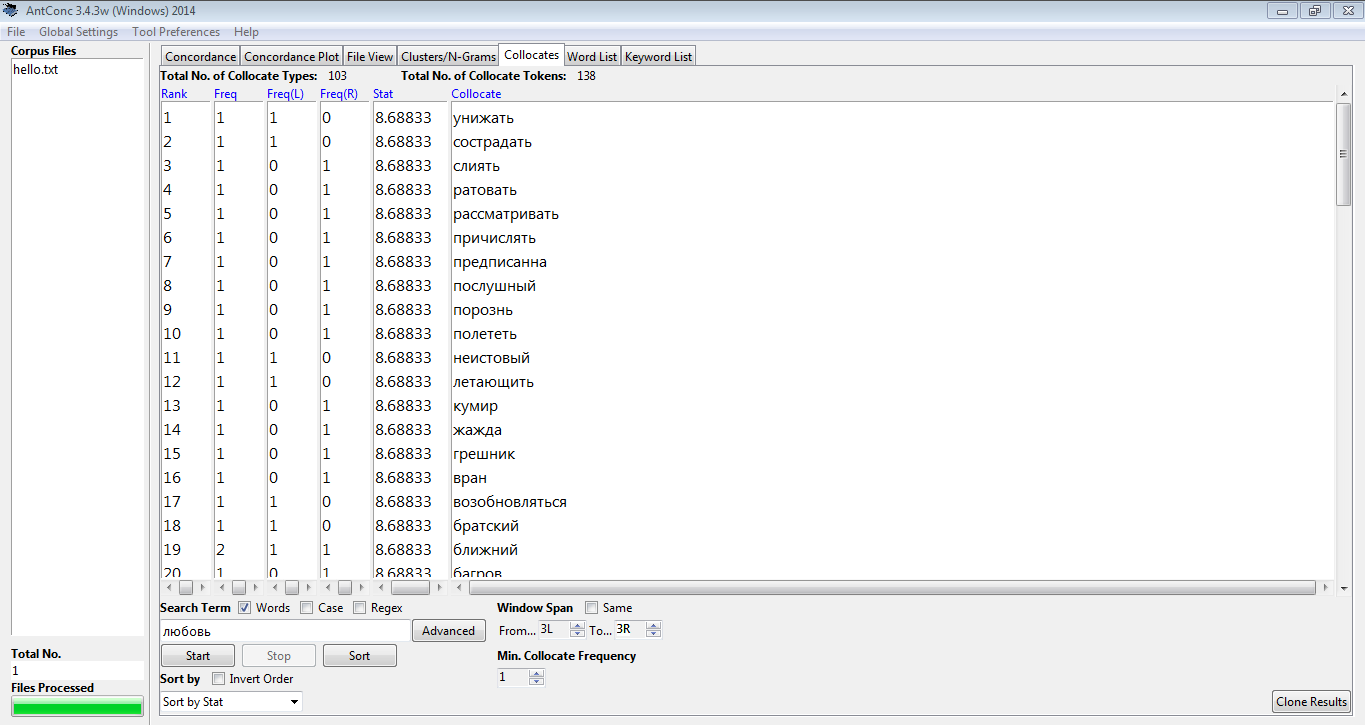 AntConc 3.4.3w (Windows) 2014
File Global Settings Tool Preferences Help
Corpus Files
hello.txt
Concordance Concordance Plot File View Clusters/N-Grams Collocates Word List Keyword List
Total No. of Collocate Types: 103 Total No. of Collocate Tokens: 138
Rank Freq Freq(L) Freq(R) Stat Collocate
1 1 1 0 8.68833 унижать
2 1 1 0 8.68833 сострадать
3 1 0 1 8.68833 слиять
4 1 0 1 8.68833 ратовать
5 1 0 1 8.68833 рассматривать
6 1 0 1 8.68833 причислять
7 1 0 1 8.68833 предписанна
8 1 0 1 8.68833 послушный
9 1 0 1 8.68833 порознь
10 1 0 1 8.68833 полететь
11 1 1 0 8.68833 неистовый
12 1 1 0 8.68833 летающить
13 1 0 1 8.68833 кумир
14 1 0 1 8.68833 жажда
15 1 0 1 8.68833 грешник
16 1 0 1 8.68833 вран
17 1 1 0 8.68833 возобновляться
18 1 1 0 8.68833 братский
19 2 1 1 8.68833 ближний
20 1 0 1 8.68833 багров
Search Term Words Case Regex
любовь Advanced
Start Stop Sort
Sort by Invert Order
Sort by Stat
Window Span Same
From... 3L To... 3R
Min. Collocate Frequency
1
Total No.
1
Files Processed
Clone Results